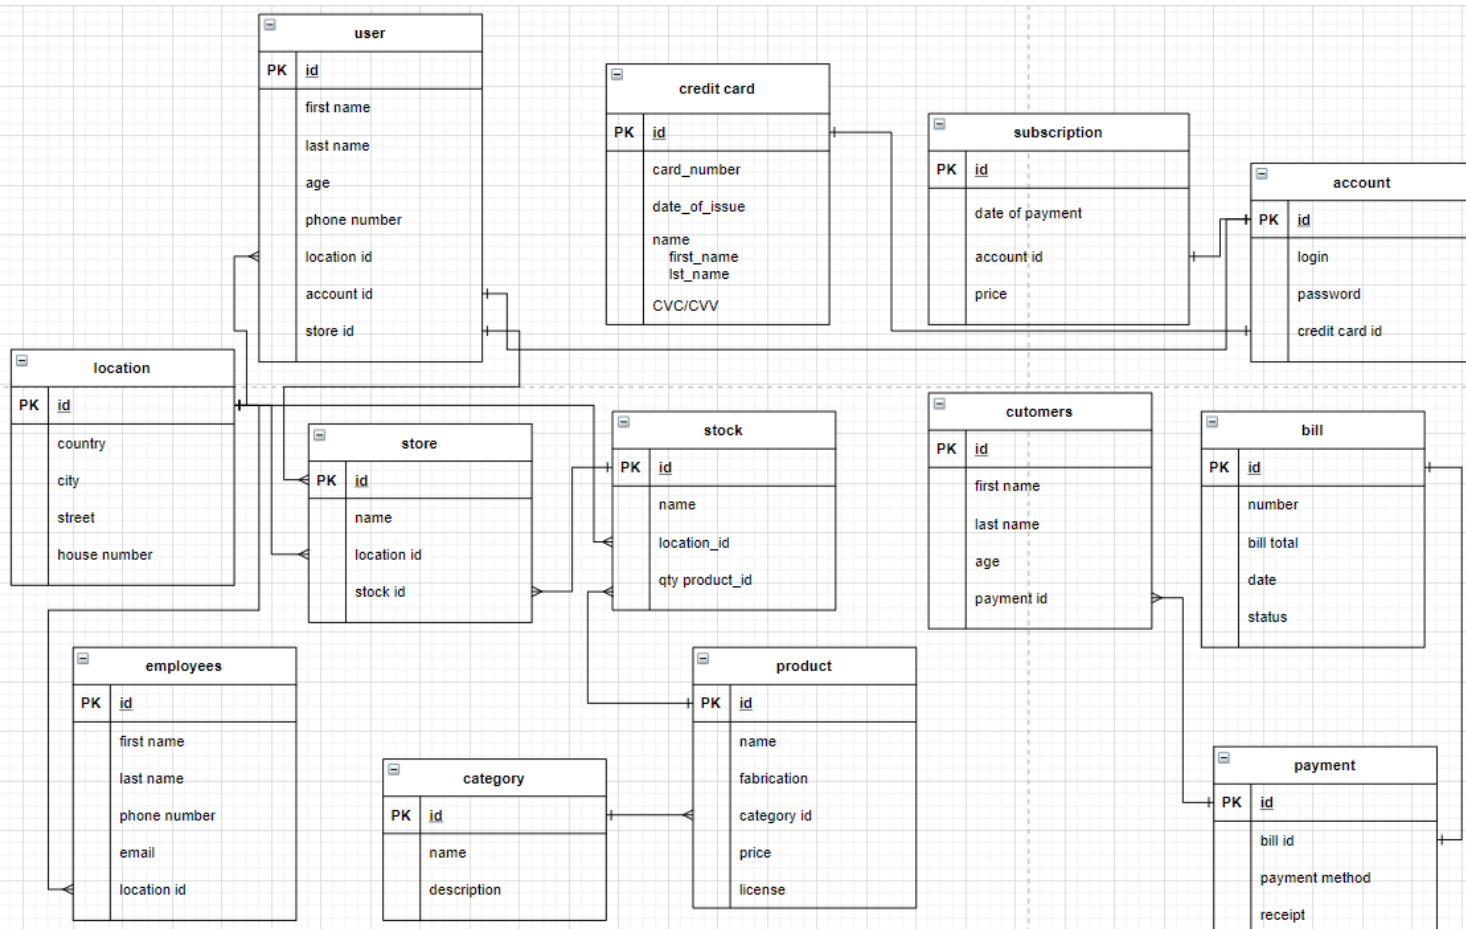 user
PK id
first name
last name
age
phone number
location id
account id
store id
credit card
PK id
card_number
date_of_issue
name
first_name
lst_name
CVC/CVV
subscription
PK id
date of payment
account id
price
account
PK id
login
password
credit card id
location
PK id
country
city
street
house number
store
PK id
name
location id
stock id
stock
PK id
name
location_id
qty product_id
cutomers
PK id
first name
last name
age
payment id
bill
PK id
number
bill total
date
status
employees
PK id
first name
last name
phone number
email
location id
category
PK id
name
description
product
PK id
name
fabrication
category id
price
license
payment
PK id
bill id
payment method
receipt